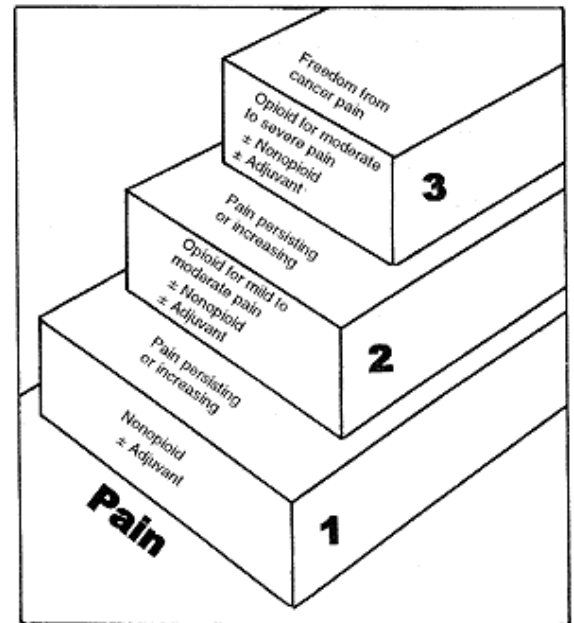 Freedom from
cancer pain
Opioid for moderate
to severe pain
± Nonopioid
± Adjuvant
3
Pain persisting
or increasing
Opioid for mild to
moderate pain
± Nonopioid
± Adjuvant
2
Pain persisting
or increasing
Nonopioid
± Adjuvant
1
Pain